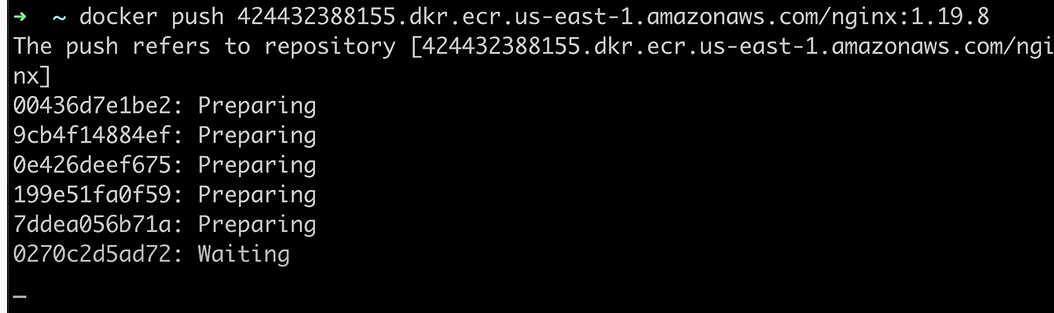 ➜  ~ docker push 424432388155.dkr.ecr.us-east-1.amazonaws.com/nginx:1.19.8
The push refers to repository [424432388155.dkr.ecr.us-east-1.amazonaws.com/ngi
nx]
00436d7e1be2: Preparing
9cb4f14884ef: Preparing
0e426deef675: Preparing
199e51fa0f59: Preparing
7ddea056b71a: Preparing
0270c2d5ad72: Waiting